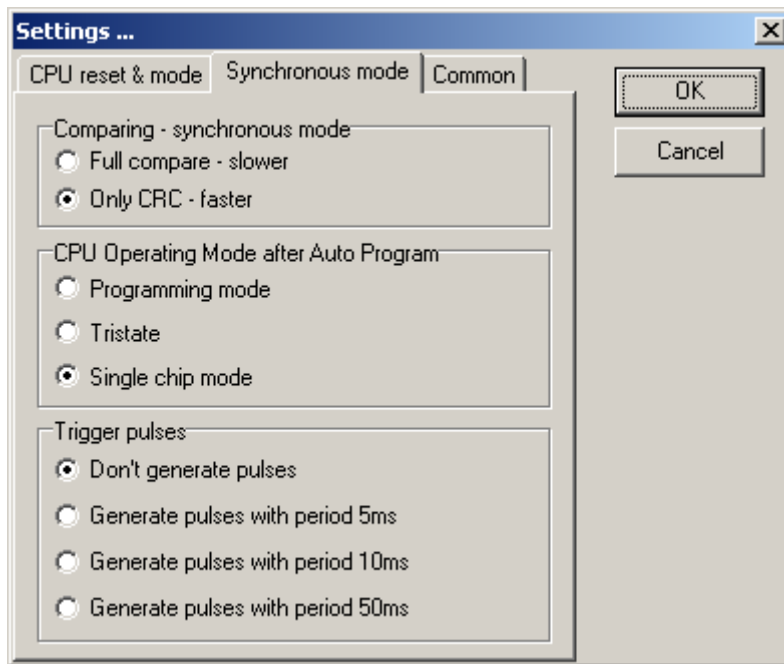 Settings ...
CPU reset & mode
Synchronous mode
Common
OK
Cancel
Comparing - synchronous mode
Full compare - slower
Only CRC - faster
CPU Operating Mode after Auto Program
Programming mode
Tristate
Single chip mode
Trigger pulses
Don't generate pulses
Generate pulses with period 5ms
Generate pulses with period 10ms
Generate pulses with period 50ms